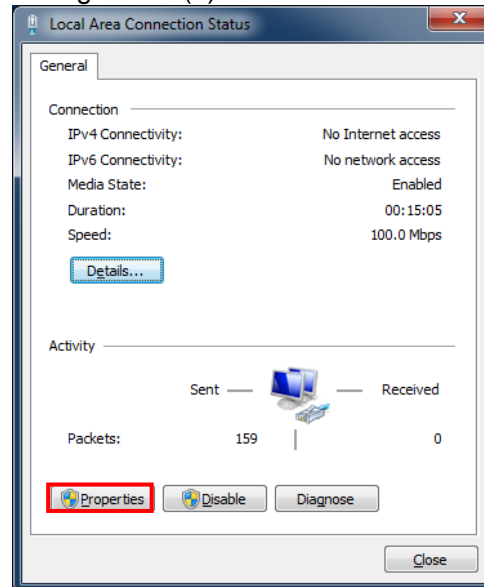 Local Area Connection Status
General
Connection
IPv4 Connectivity: No Internet access
IPv6 Connectivity: No network access
Media State: Enabled
Duration: 00:15:05
Speed: 100.0 Mbps
Details...
Activity
Sent Received
Packets: 159 0
Properties Disable Diagnose
Close